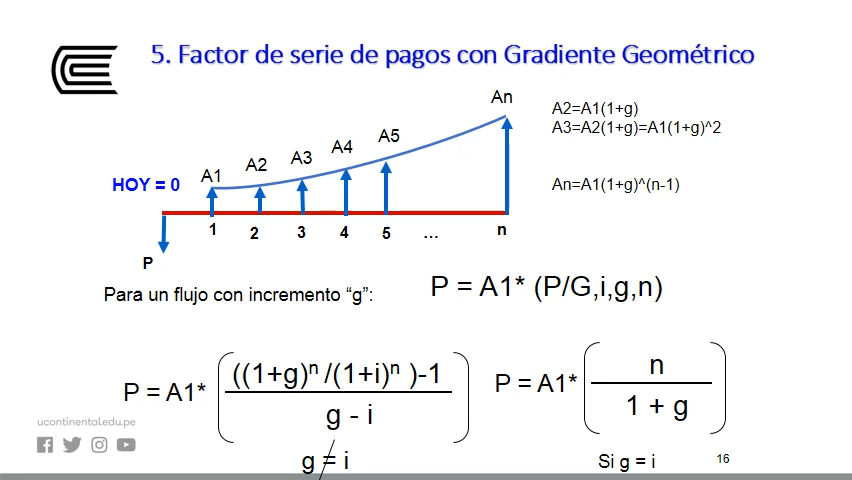 5. Factor de serie de pagos con Gradiente Geométrico
An
A2=A1(1+g)
A3=A2(1+g)=A1(1+g)^2
A5
A4
A3
A2
A1
HOY = 0
An=A1(1+g)^(n-1)
1 2 3 4 5 ... n
P
Para un flujo con incremento “g”:
P = A1* (P/G,i,g,n)
P = A1* ((1+g)ⁿ /(1+i)ⁿ )-1
g - i
g ≠ i
P = A1* n
1 + g
Si g = i
ucontinental.edu.pe
16